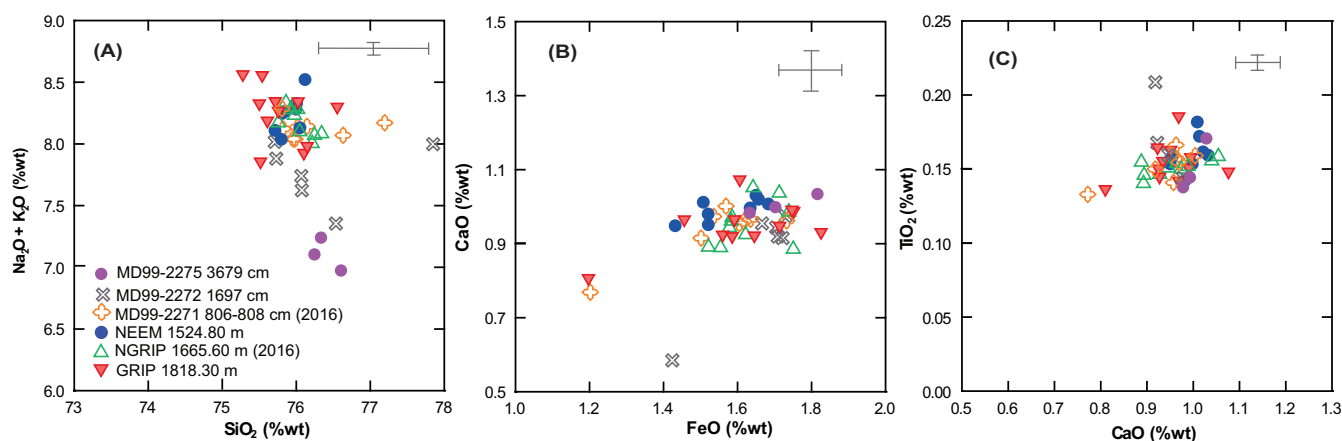 (A)
9.0
8.5
8.0
7.5
7.0
6.5
6.0
Na₂O + K₂O (%wt)
MD99-2275 3679 cm
MD99-2272 1697 cm
MD99-2271 806-808 cm (2016)
NEEM 1524.80 m
NGRIP 1665.60 m (2016)
GRIP 1818.30 m
73 74 75 76 77 78
SiO₂ (%wt)
(B)
1.5
1.3
1.1
0.9
0.7
0.5
CaO (%wt)
1.0 1.2 1.4 1.6 1.8 2.0
FeO (%wt)
(C)
0.25
0.20
0.15
0.10
0.05
0.00
TiO₂ (%wt)
0.5 0.6 0.7 0.8 0.9 1.0 1.1 1.2 1.3
CaO (%wt)